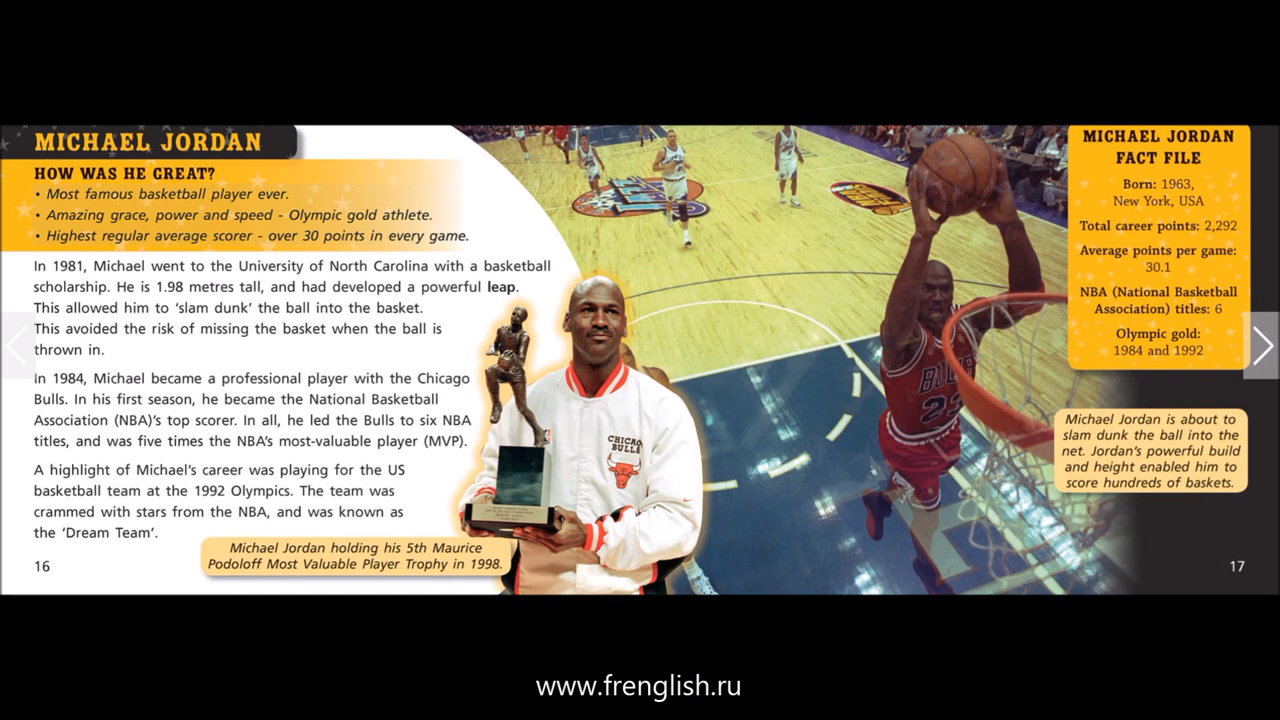 MICHAEL JORDAN
HOW WAS HE GREAT?
• Most famous basketball player ever.
• Amazing grace, power and speed - Olympic gold athlete.
• Highest regular average scorer - over 30 points in every game.
In 1981, Michael went to the University of North Carolina with a basketball
scholarship. He is 1.98 metres tall, and had developed a powerful leap.
This allowed him to ‘slam dunk’ the ball into the basket.
This avoided the risk of missing the basket when the ball is
thrown in.
In 1984, Michael became a professional player with the Chicago
Bulls. In his first season, he became the National Basketball
Association (NBA)’s top scorer. In all, he led the Bulls to six NBA
titles, and was five times the NBA’s most-valuable player (MVP).
A highlight of Michael’s career was playing for the US
basketball team at the 1992 Olympics. The team was
crammed with stars from the NBA, and was known as
the ‘Dream Team’.
16
CHICAGO
BULLS
Michael Jordan holding his 5th Maurice
Podoloff Most Valuable Player Trophy in 1998.
BULLS
23
MICHAEL JORDAN
FACT FILE
Born: 1963,
New York, USA
Total career points: 2,292
Average points per game:
30.1
NBA (National Basketball
Association) titles: 6
Olympic gold:
1984 and 1992
Michael Jordan is about to
slam dunk the ball into the
net. Jordan’s powerful build
and height enabled him to
score hundreds of baskets.
17
www.frenglish.ru